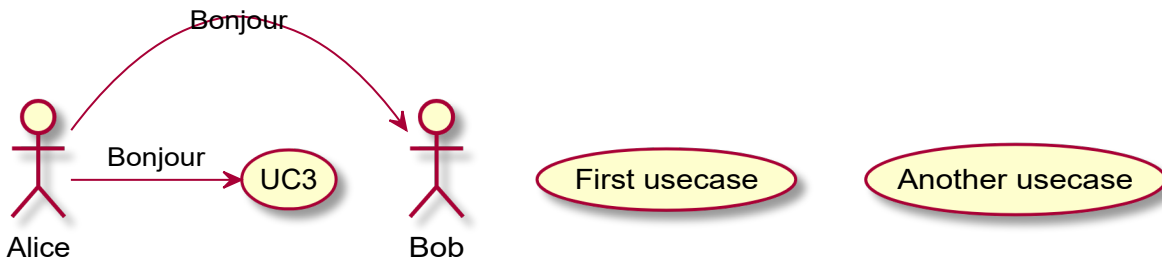 Bonjour
Bonjour
UC3
First usecase
Another usecase
Alice
Bob